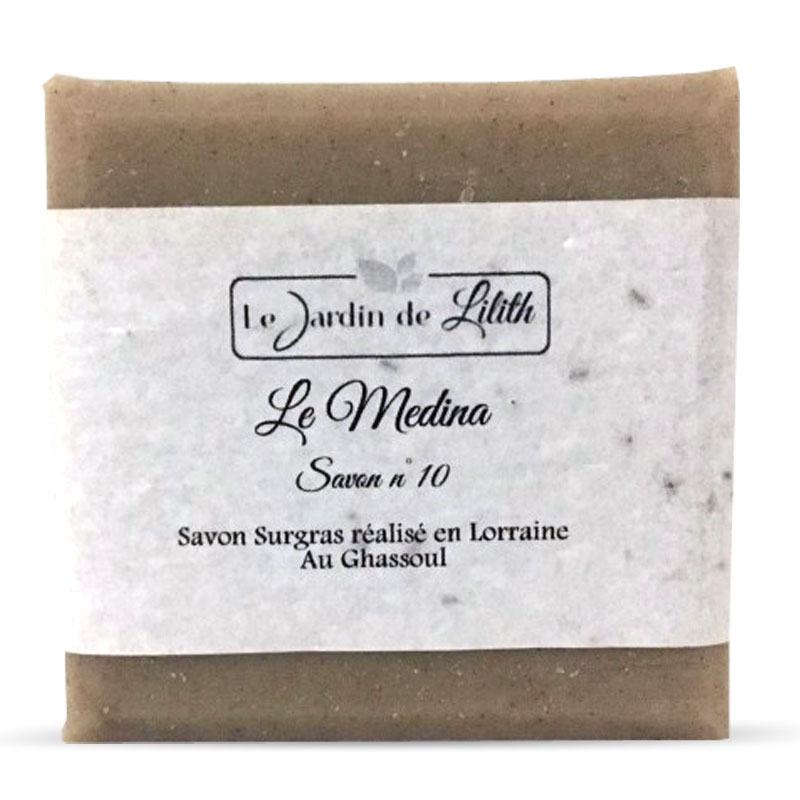 Le Jardin de Lilith
Le Medina
Savon n° 10
Savon Surgras réalisé en Lorraine
Au Ghassoul